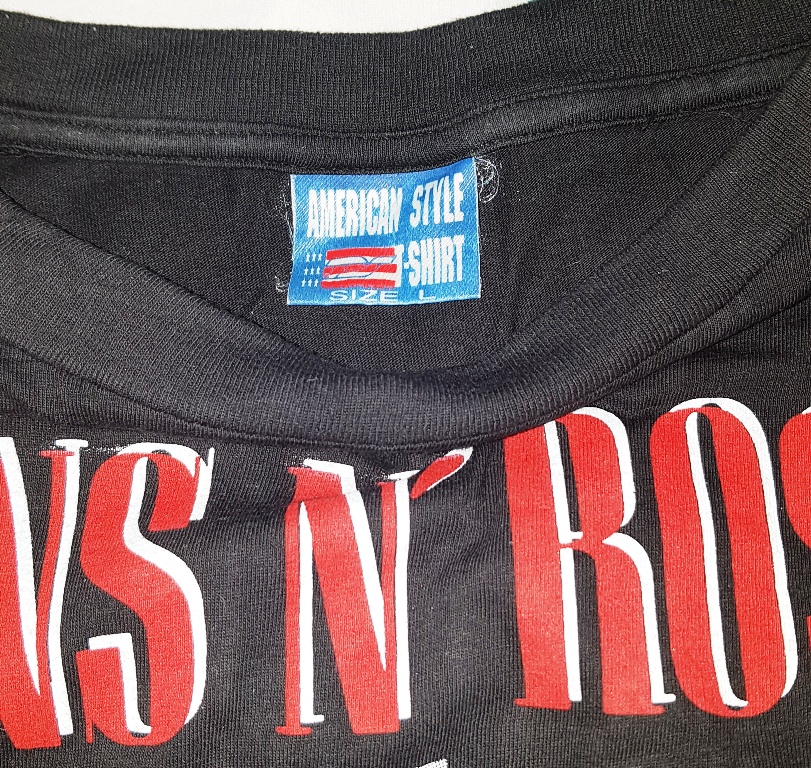 AMERICAN STYLE
T-SHIRT
SIZE L
NS N' ROS